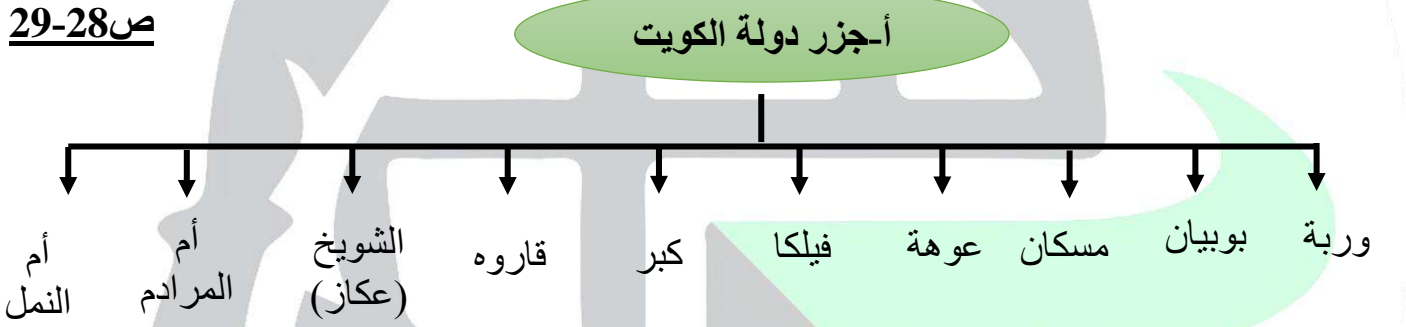 ص28-29
أ-جزر دولة الكويت
وربة
بوبيان
مسكان
عوهة
فيلكا
كبر
قاروه
الشويخ
(عكاز)
أم
المرادم
أم
النمل